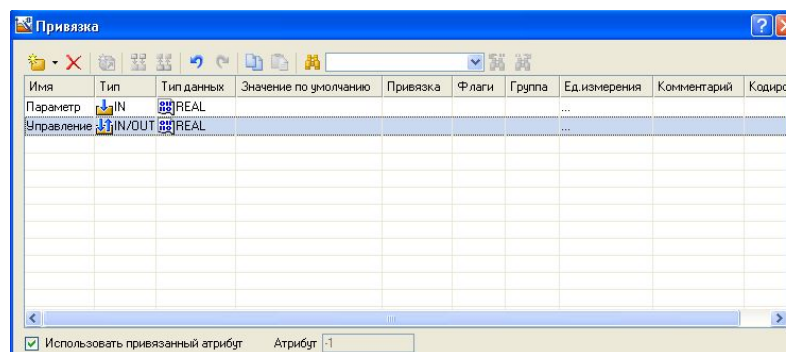 Привязка
Имя Тип Тип данных Значение по умолчанию Привязка Флаги Группа Ед.измерения Комментарий Кодиро
Параметр IN REAL ...
Управление IN/OUT REAL ...
Использовать привязанный атрибут Атрибут -1